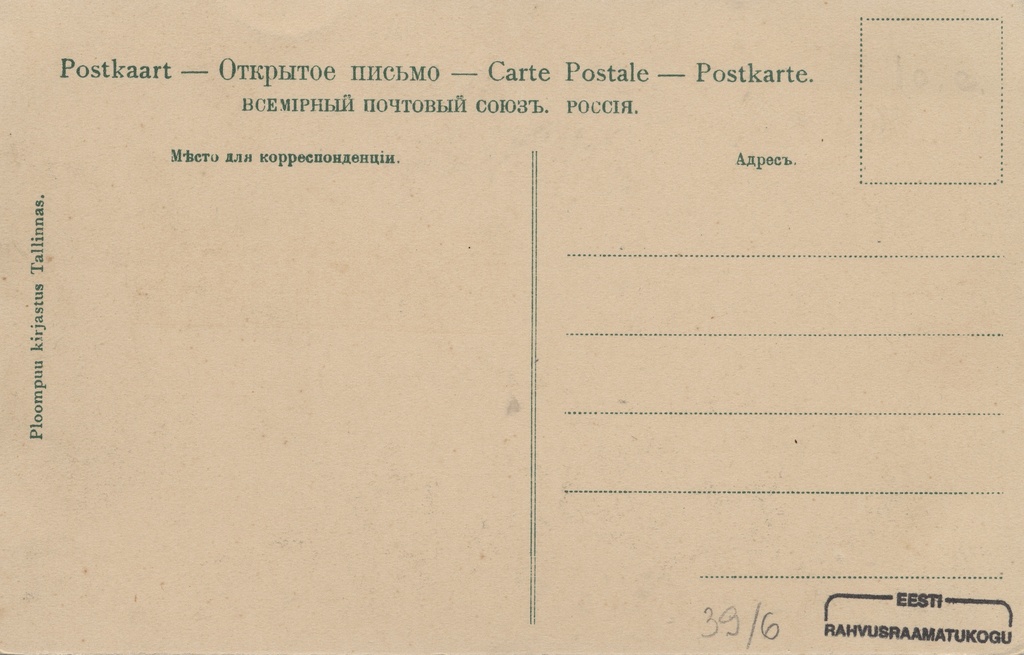 Postkaart — Открытое письмо — Carte Postale — Postkarte.
ВСЕМІРНЫЙ ПОЧТОВЫЙ СОЮЗЪ. РОССІЯ.
Мѣсто для корреспонденціи.
Адресъ.
Ploompuu kirjastus Tallinnas.
39/6
EESTI
RAHVUSRAAMATUKOGU